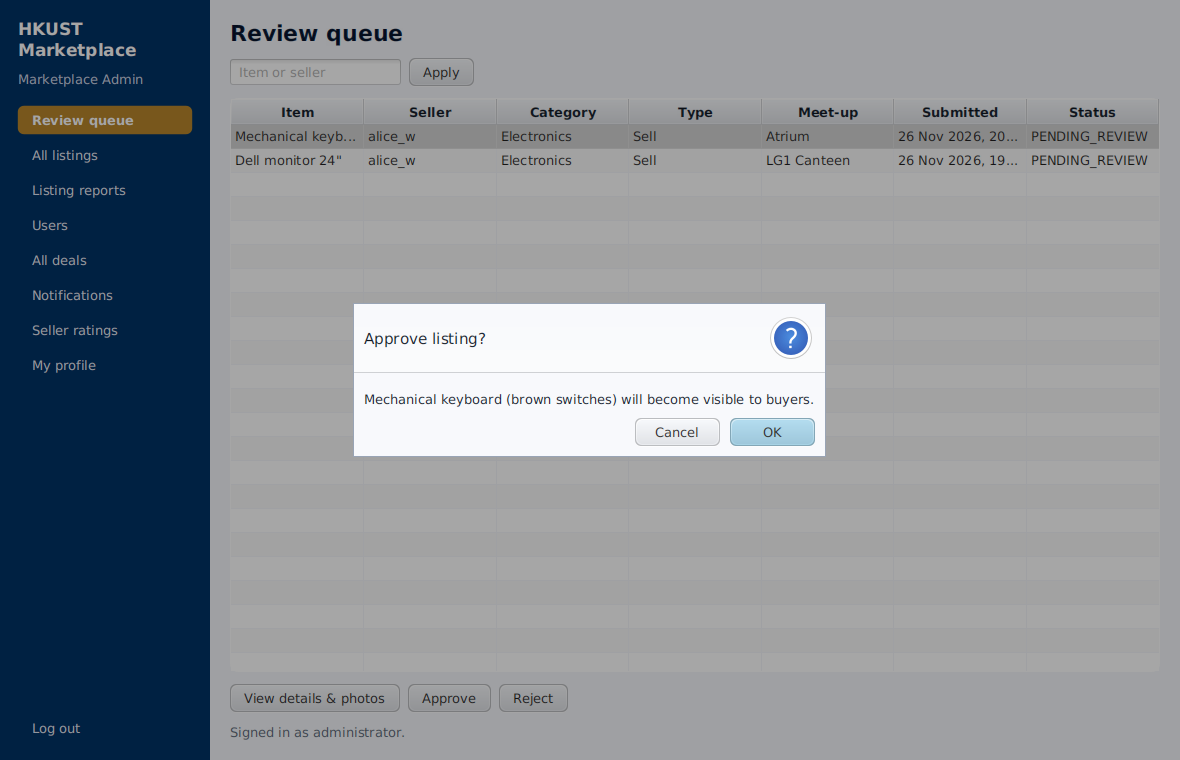 HKUST
Marketplace
Marketplace Admin
Review queue
All listings
Listing reports
Users
All deals
Notifications
Seller ratings
My profile
Log out
Review queue
Item or seller
Apply
Item Seller Category Type Meet-up Submitted Status
Mechanical keyb... alice_w Electronics Sell Atrium 26 Nov 2026, 20... PENDING_REVIEW
Dell monitor 24" alice_w Electronics Sell LG1 Canteen 26 Nov 2026, 19... PENDING_REVIEW
Approve listing?
?
Mechanical keyboard (brown switches) will become visible to buyers.
Cancel OK
View details & photos Approve Reject
Signed in as administrator.